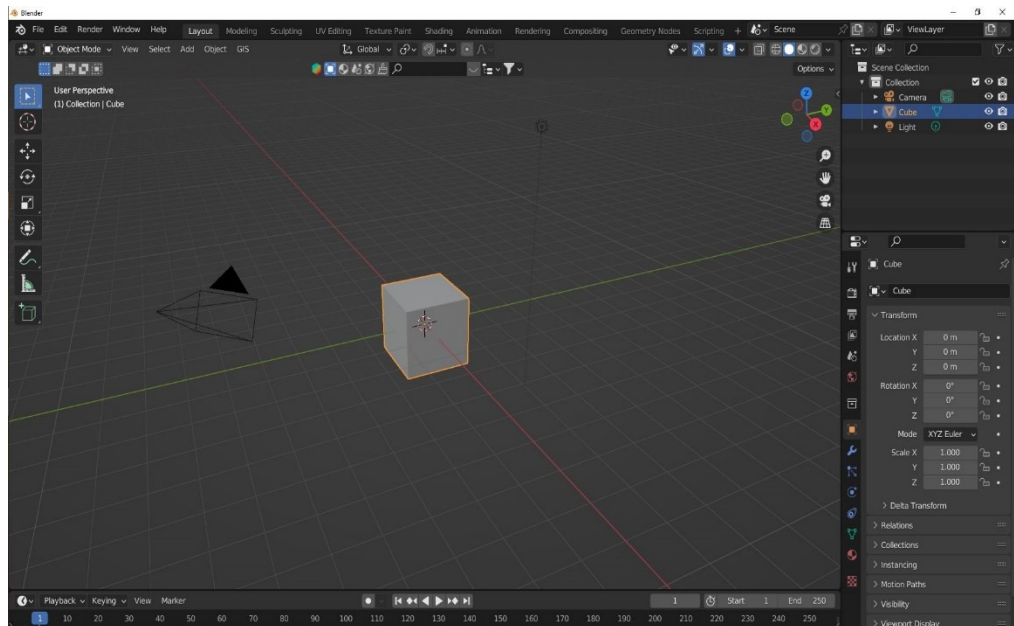 Blender
File Edit Render Window Help Layout Modeling Sculpting UV Editing Texture Paint Shading Animation Rendering Compositing Geometry Nodes Scripting + Scene ViewLayer
Object Mode View Select Add Object GIS Global
Options
User Perspective
(1) Collection | Cube
Z
Y
X
Scene Collection
Collection
Camera
Cube
Light
Cube
Cube
Transform
Location X 0 m
Y 0 m
Z 0 m
Rotation X 0°
Y 0°
Z 0°
Mode XYZ Euler
Scale X 1.000
Y 1.000
Z 1.000
Delta Transform
Relations
Collections
Instancing
Motion Paths
Visibility
Viewport Display
Playback Keying View Marker 1 Start 1 End 250
1 10 20 30 40 50 60 70 80 90 100 110 120 130 140 150 160 170 180 190 200 210 220 230 240 250